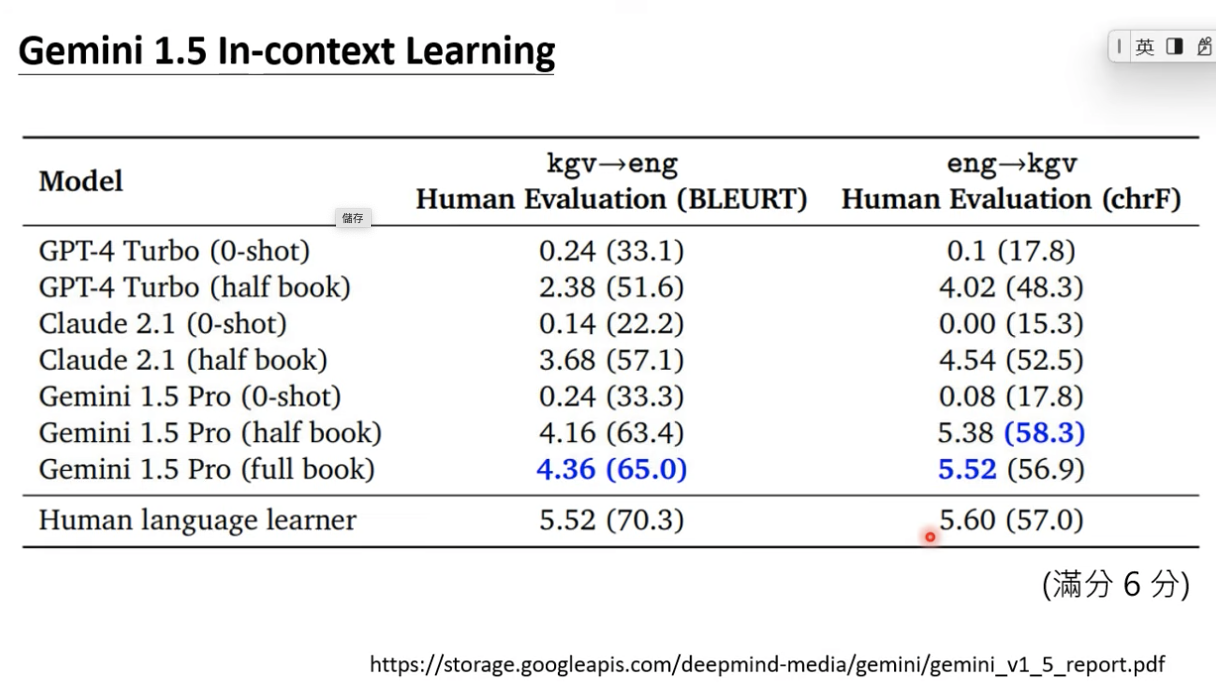 Gemini 1.5 In-context Learning
英
Model
kgv→eng
Human Evaluation (BLEURT)
eng→kgv
Human Evaluation (chrF)
儲存
GPT-4 Turbo (0-shot) 0.24 (33.1) 0.1 (17.8)
GPT-4 Turbo (half book) 2.38 (51.6) 4.02 (48.3)
Claude 2.1 (0-shot) 0.14 (22.2) 0.00 (15.3)
Claude 2.1 (half book) 3.68 (57.1) 4.54 (52.5)
Gemini 1.5 Pro (0-shot) 0.24 (33.3) 0.08 (17.8)
Gemini 1.5 Pro (half book) 4.16 (63.4) 5.38 (58.3)
Gemini 1.5 Pro (full book) 4.36 (65.0) 5.52 (56.9)
Human language learner 5.52 (70.3) 5.60 (57.0)
(滿分 6 分)
https://storage.googleapis.com/deepmind-media/gemini/gemini_v1_5_report.pdf